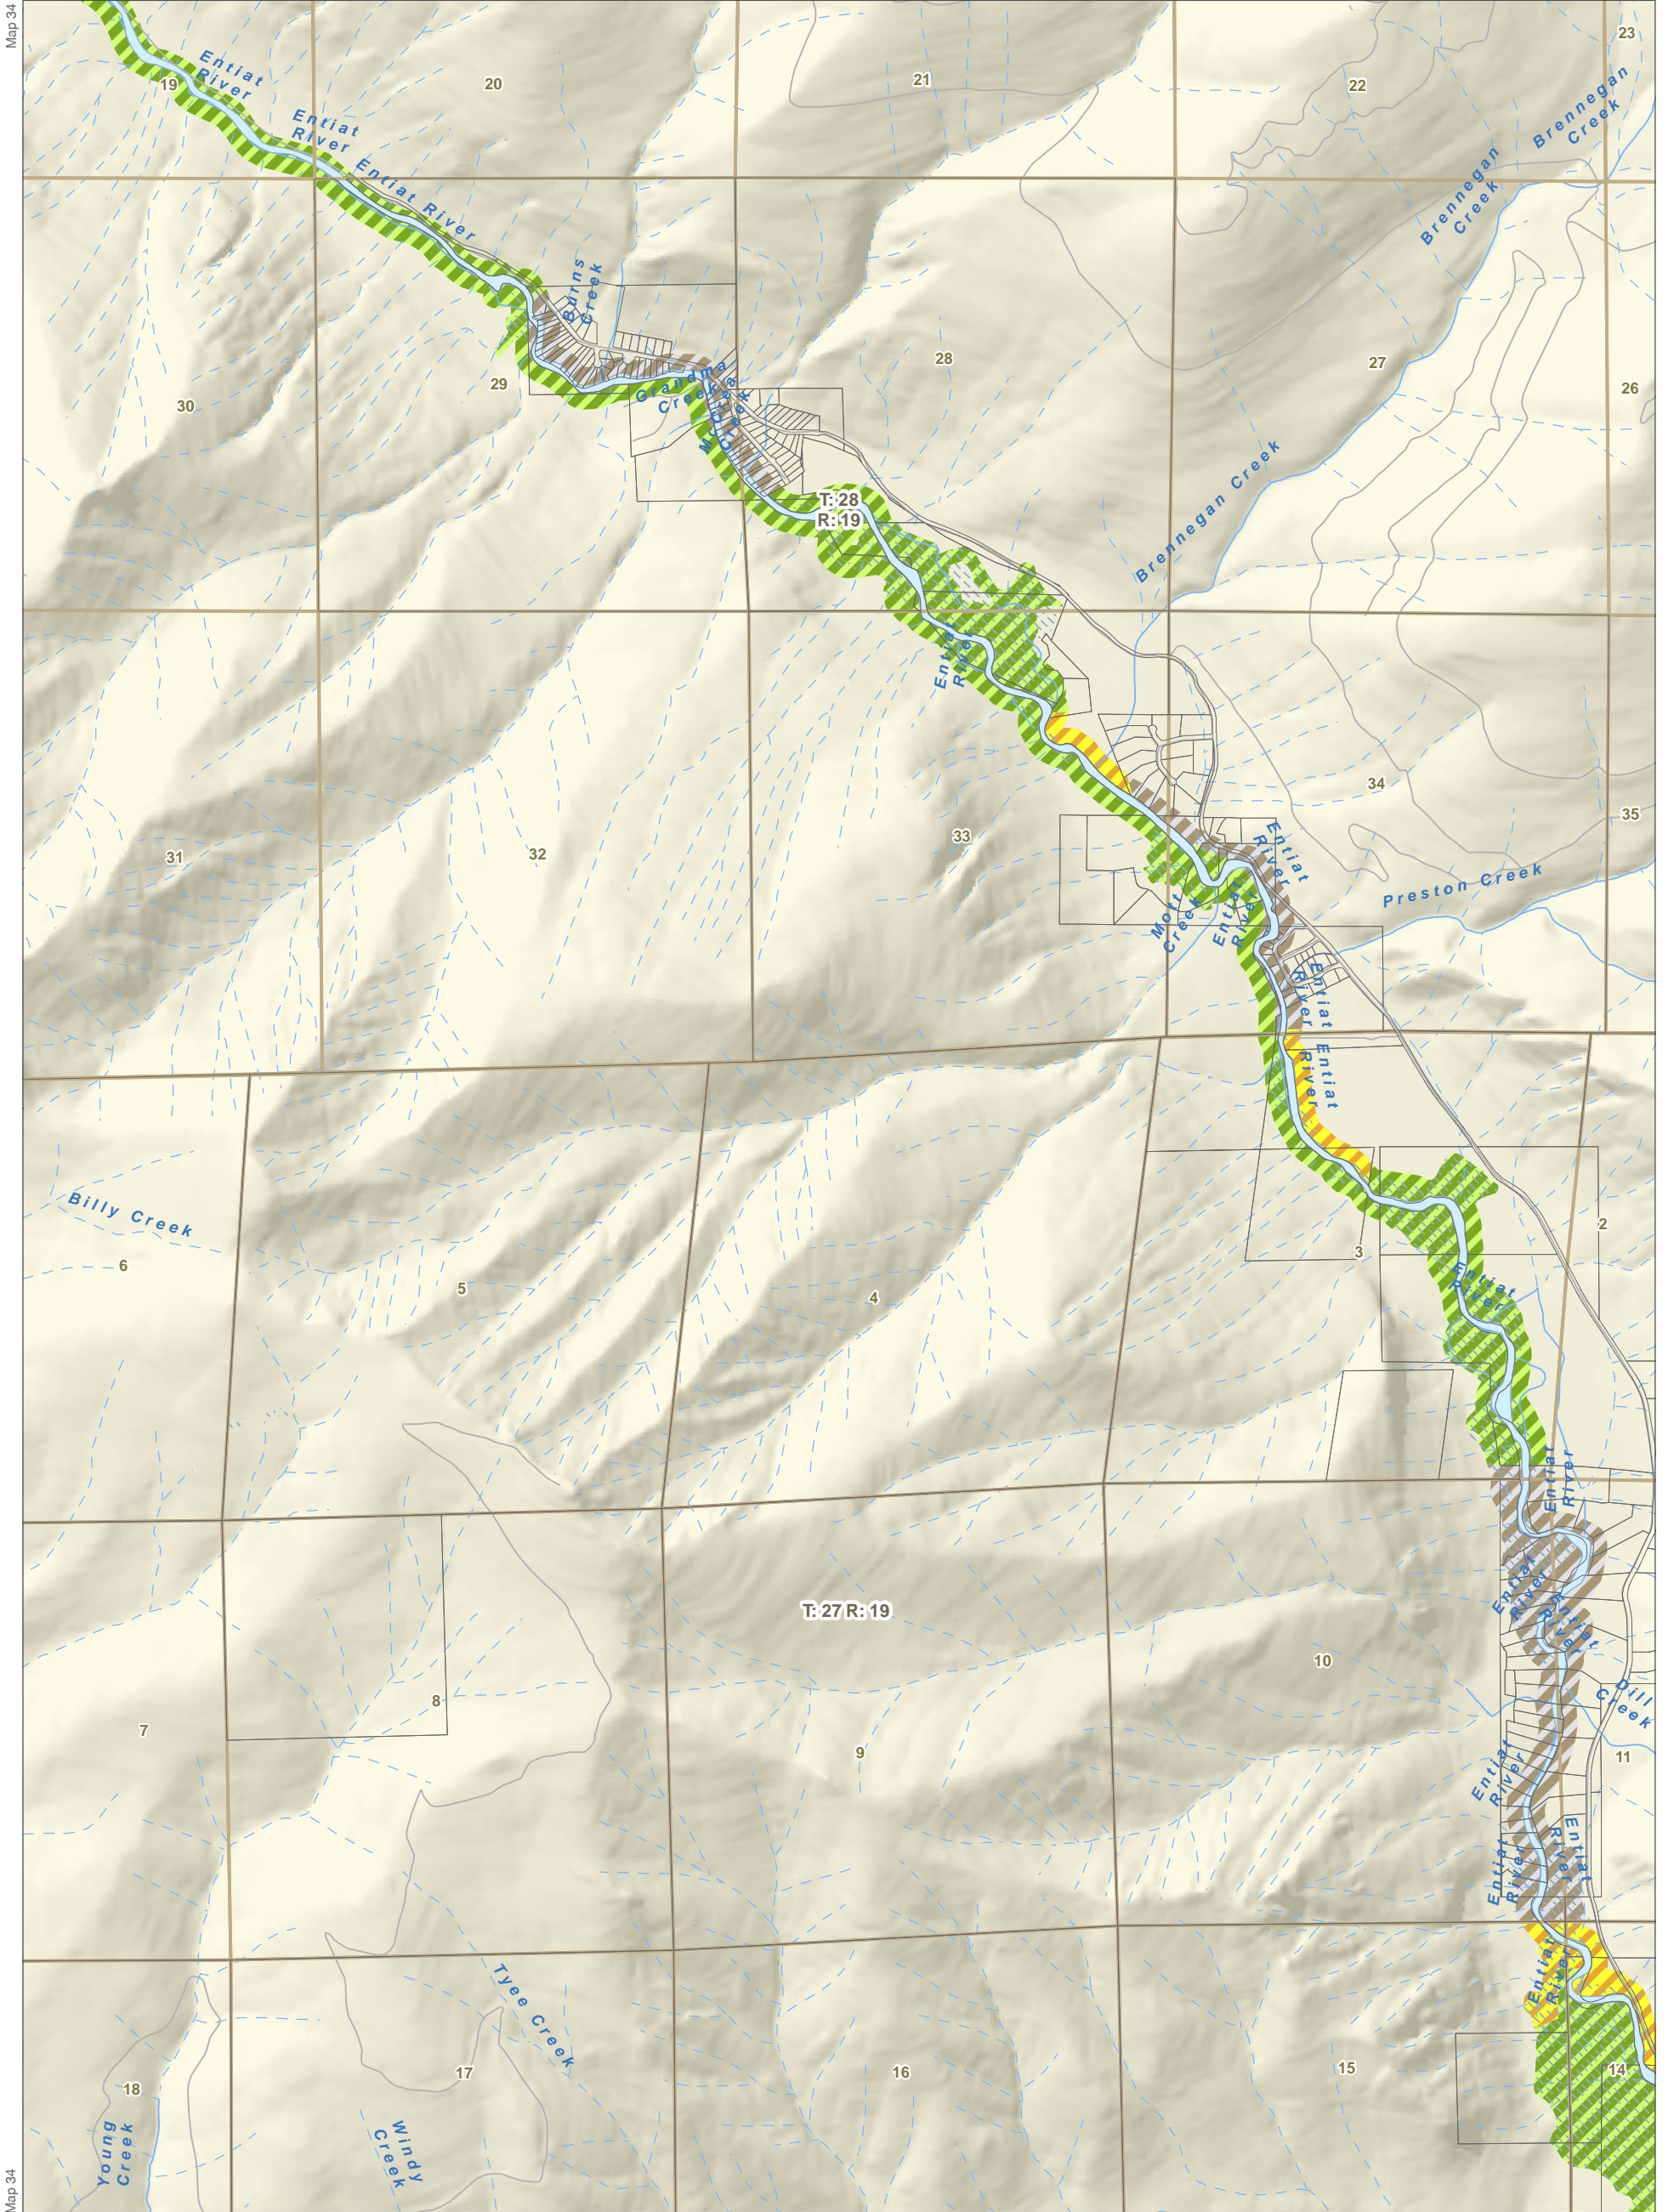 Map 34
23
Entiat
River
19
20
21
22
Brennegan
Creek
Entiat
River
Entiat River
Brennegan
Creek
Burns
Creek
28
27
26
29
30
Grandma
Creek
McCrea
Creek
T: 28
R: 19
Brennegan Creek
Entiat
River
34
35
33
32
31
Entiat
River
Preston Creek
Mott
Creek
Entiat
River
Entiat
River
Entiat
River
Billy Creek
6
5
4
3
2
Entiat
River
Entiat
River
Entiat
River
Entiat
River
T: 27 R: 19
10
Dill
Creek
8
7
9
11
Entiat
River
Entiat
River
Entiat
River
Entiat
River
Tyee Creek
18
17
16
15
14
Young
Creek
Windy
Creek
Map 34